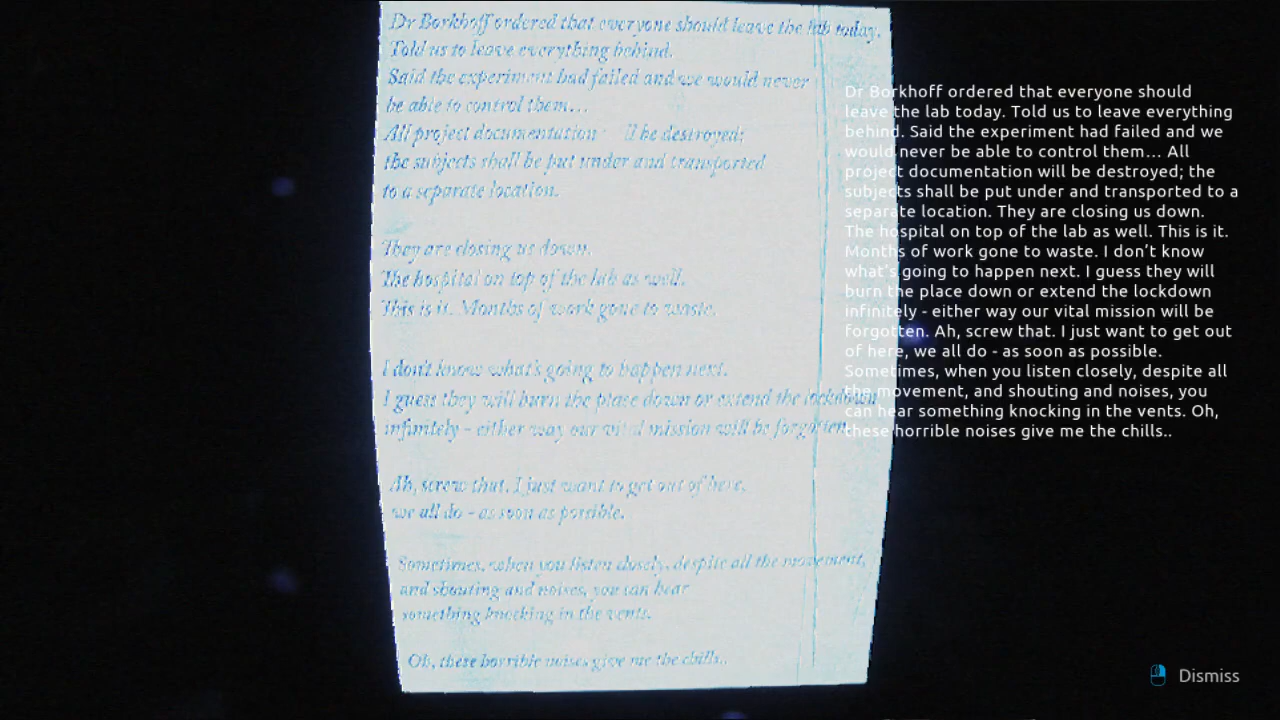 Dr Borkhoff ordered that everyone should leave the lab today.
Told us to leave everything behind.
Said the experiment had failed and we would never
be able to control them...
All project documentation will be destroyed;
the subjects shall be put under and transported
to a separate location.
They are closing us down.
The hospital on top of the lab as well.
This is it. Months of work gone to waste.
I don't know what's going to happen next.
I guess they will burn the place down or extend the lockdown
infinitely - either way our vital mission will be forgotten.
Ah, screw that. I just want to get out of here,
we all do - as soon as possible.
Sometimes, when you listen closely, despite all the movement,
and shouting and noises, you can hear
something knocking in the vents.
Oh, these horrible noises give me the chills..
Dr Borkhoff ordered that everyone should
leave the lab today. Told us to leave everything
behind. Said the experiment had failed and we
would never be able to control them… All
project documentation will be destroyed; the
subjects shall be put under and transported to a
separate location. They are closing us down.
The hospital on top of the lab as well. This is it.
Months of work gone to waste. I don’t know
what’s going to happen next. I guess they will
burn the place down or extend the lockdown
infinitely - either way our vital mission will be
forgotten. Ah, screw that. I just want to get out
of here, we all do - as soon as possible.
Sometimes, when you listen closely, despite all
the movement, and shouting and noises, you
can hear something knocking in the vents. Oh,
these horrible noises give me the chills..
Dismiss